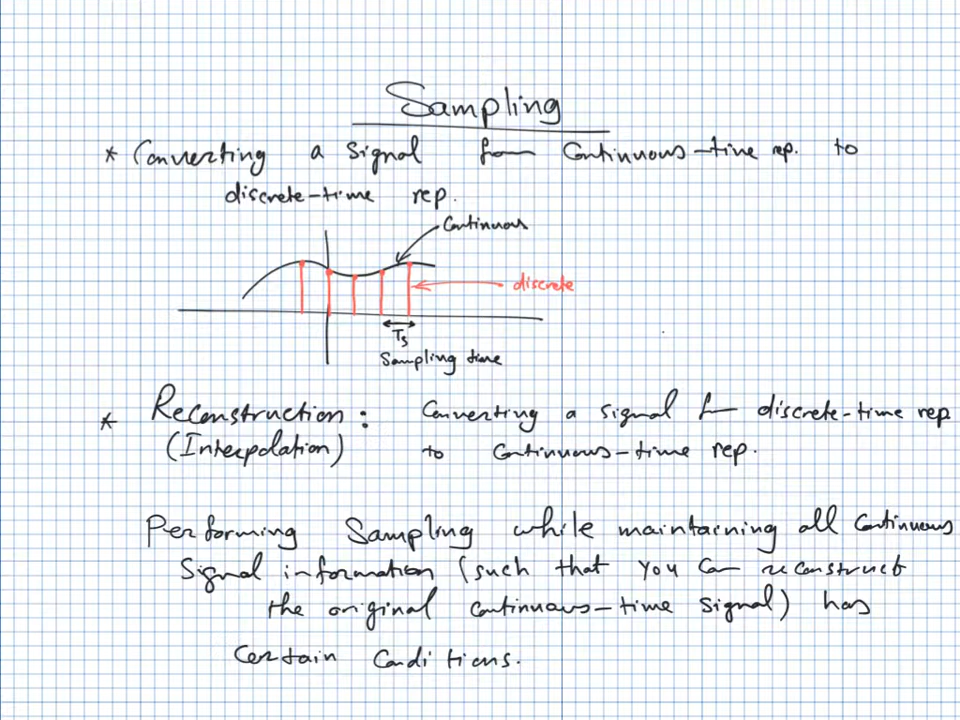 Sampling
* Converting a signal from Continuous-time rep. to
discrete-time rep.
Continuous
discrete
Ts
Sampling time
* Reconstruction: Converting a signal from discrete-time rep
(Interpolation) to Continuous-time rep.
Performing Sampling while maintaining all Continuous
Signal information (such that you can reconstruct
the original continuous-time signal) has
Certain Conditions.